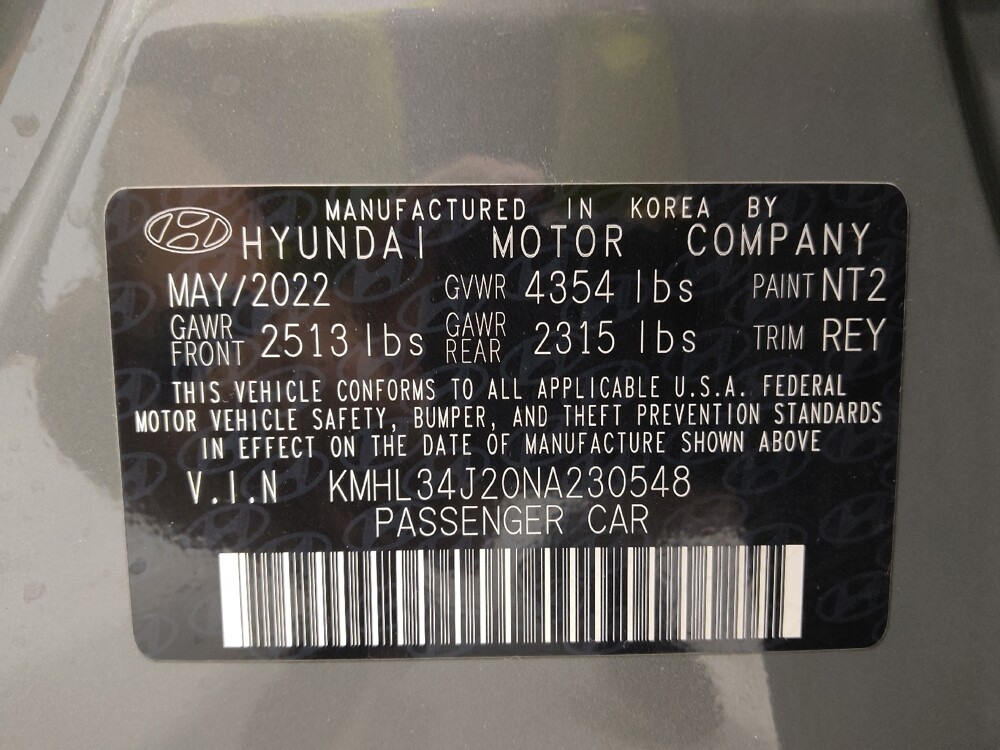 MANUFACTURED IN KOREA BY
HYUNDAI MOTOR COMPANY
MAY/2022 GVWR 4354 lbs PAINT NT2
GAWR FRONT 2513 lbs GAWR REAR 2315 lbs TRIM REY
THIS VEHICLE CONFORMS TO ALL APPLICABLE U.S.A. FEDERAL
MOTOR VEHICLE SAFETY, BUMPER, AND THEFT PREVENTION STANDARDS
IN EFFECT ON THE DATE OF MANUFACTURE SHOWN ABOVE
V.I.N KMHL34J20NA230548
PASSENGER CAR